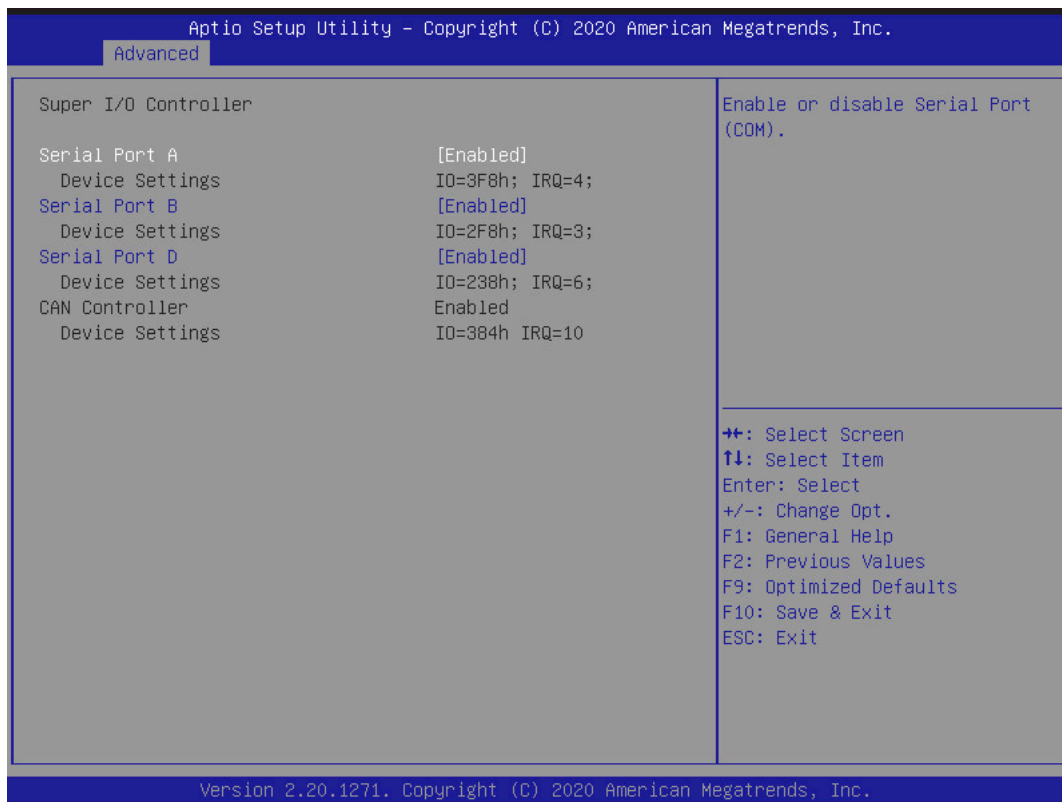 Aptio Setup Utility – Copyright (C) 2020 American Megatrends, Inc.
Advanced
Super I/O Controller
Serial Port A [Enabled]
Device Settings IO=3F8h; IRQ=4;
Serial Port B [Enabled]
Device Settings IO=2F8h; IRQ=3;
Serial Port D [Enabled]
Device Settings IO=238h; IRQ=6;
CAN Controller Enabled
Device Settings IO=384h IRQ=10
Enable or disable Serial Port
(COM).
→←: Select Screen
↑↓: Select Item
Enter: Select
+/-: Change Opt.
F1: General Help
F2: Previous Values
F9: Optimized Defaults
F10: Save & Exit
ESC: Exit
Version 2.20.1271. Copyright (C) 2020 American Megatrends, Inc.